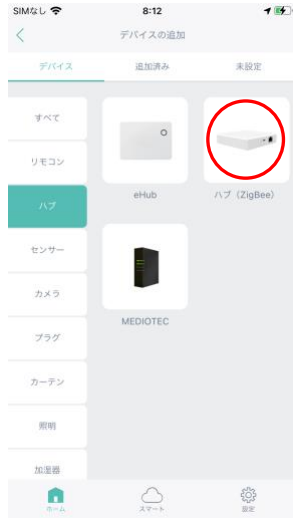 SIMなし 8:12
デバイスの追加
デバイス 追加済み 未設定
すべて
リモコン
ハブ
センサー
カメラ
プラグ
カーテン
照明
加湿器
eHub ハブ（ZigBee）
MEDIOTEC
ホーム スマート 設定